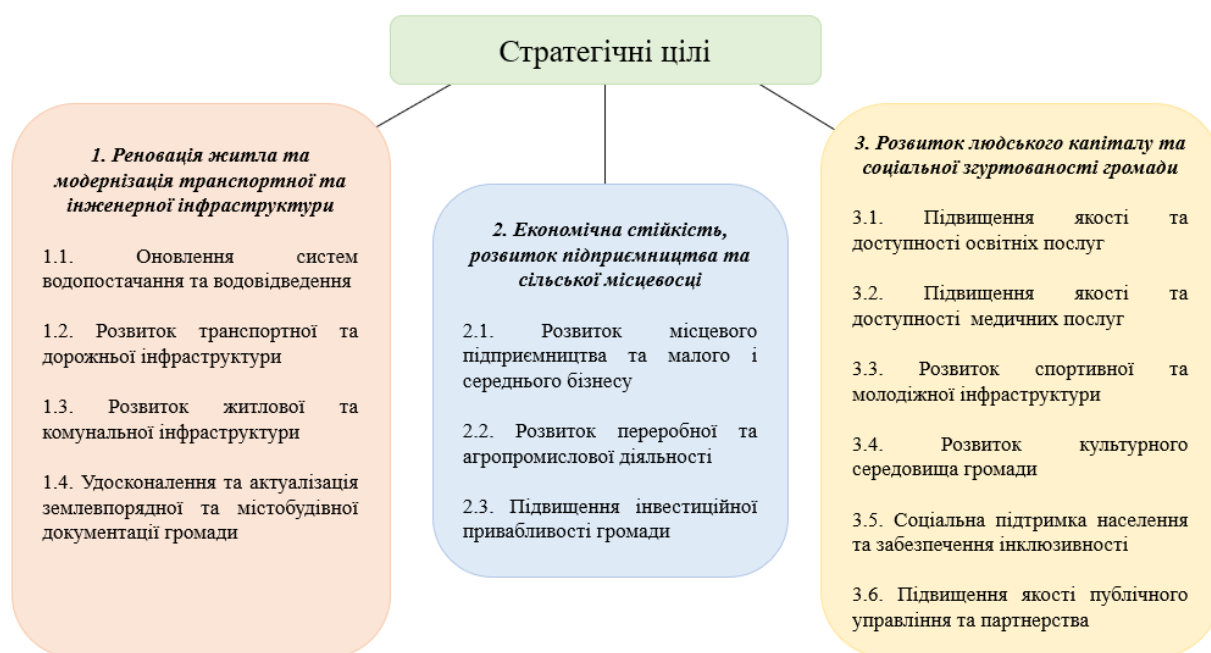 Стратегічні цілі
1. Реновація житла та
модернізація транспортної та
інженерної інфраструктури
1.1. Оновлення систем
водопостачання та водовідведення
1.2. Розвиток транспортної та
дорожньої інфраструктури
1.3. Розвиток житлової та
комунальної інфраструктури
1.4. Удосконалення та актуалізація
землевпорядної та містобудівної
документації громади
2. Економічна стійкість,
розвиток підприємництва та
сільської місцевосці
2.1. Розвиток місцевого
підприємництва та малого і
середнього бізнесу
2.2. Розвиток переробної та
агропромислової діяльності
2.3. Підвищення інвестиційної
привабливості громади
3. Розвиток людського капіталу та
соціальної згуртованості громади
3.1. Підвищення якості та
доступності освітніх послуг
3.2. Підвищення якості та
доступності медичних послуг
3.3. Розвиток спортивної та
молодіжної інфраструктури
3.4. Розвиток культурного
середовища громади
3.5. Соціальна підтримка населення
та забезпечення інклюзивності
3.6. Підвищення якості публічного
управління та партнерства